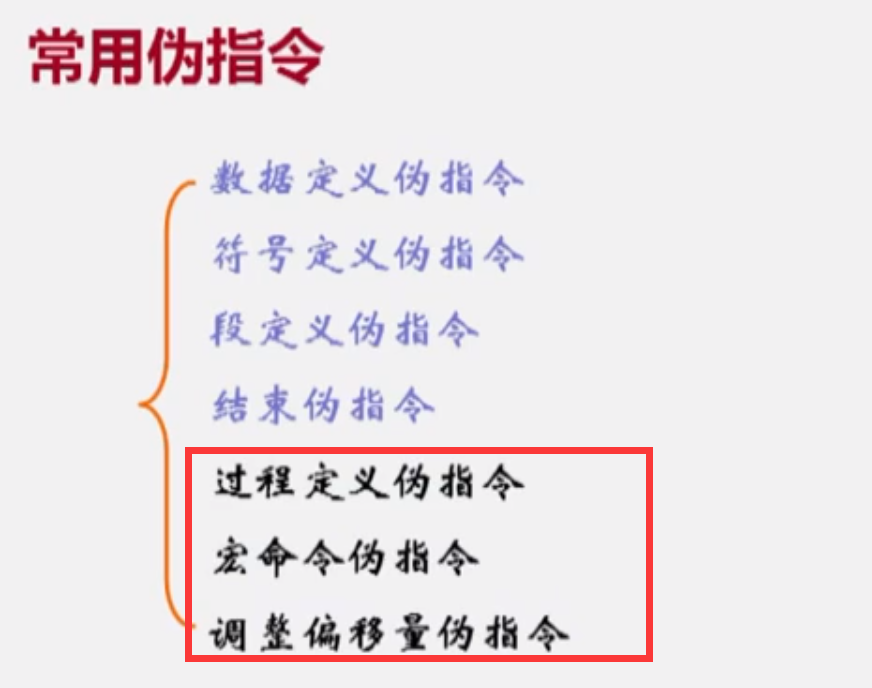 常用伪指令
数据定义伪指令
符号定义伪指令
段定义伪指令
结束伪指令
过程定义伪指令
宏命令伪指令
调整偏移量伪指令